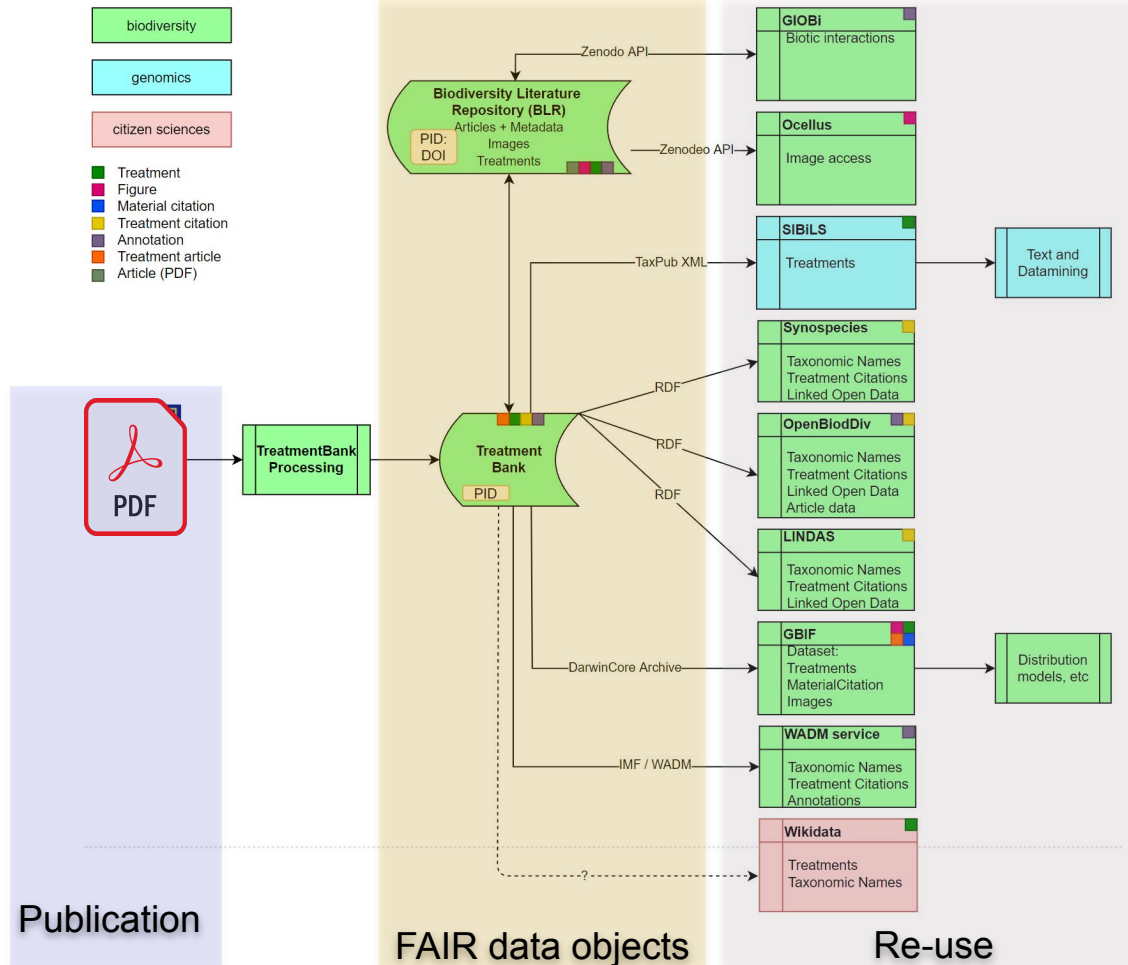 biodiversity
genomics
citizen sciences
Treatment
Figure
Material citation
Treatment citation
Annotation
Treatment article
Article (PDF)
PDF
TreatmentBank
Processing
Publication
Zenodo API
Biodiversity Literature
Repository (BLR)
Articles + Metadata
Images
Treatments
PID:
DOI
Zenodeo API
TaxPub XML
Treatment
Bank
PID
RDF
RDF
RDF
DarwinCore Archive
IMF / WADM
?
FAIR data objects
GlOBi
Biotic interactions
Ocellus
Image access
SIBiLS
Treatments
Text and
Datamining
Synospecies
Taxonomic Names
Treatment Citations
Linked Open Data
OpenBiodDiv
Taxonomic Names
Treatment Citations
Linked Open Data
Article data
LINDAS
Taxonomic Names
Treatment Citations
Linked Open Data
GBIF
Dataset:
Treatments
MaterialCitation
Images
Distribution
models, etc
WADM service
Taxonomic Names
Treatment Citations
Annotations
Wikidata
Treatments
Taxonomic Names
Re-use